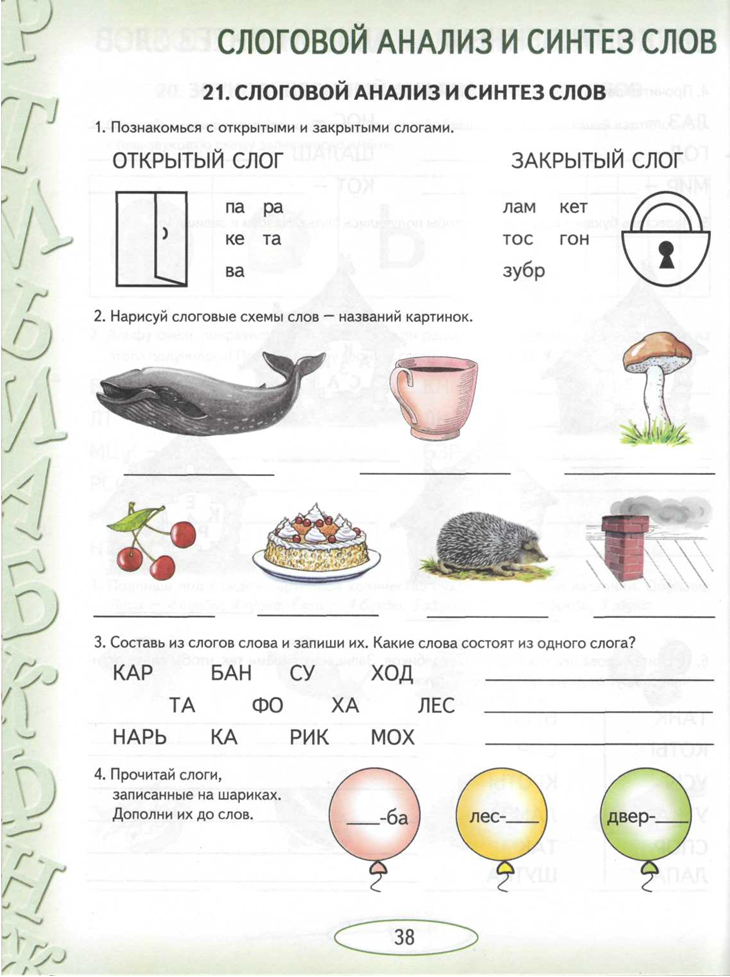 СЛОГОВОЙ АНАЛИЗ И СИНТЕЗ СЛОВ
21. СЛОГОВОЙ АНАЛИЗ И СИНТЕЗ СЛОВ
1. Познакомься с открытыми и закрытыми слогами.
ОТКРЫТЫЙ СЛОГ
па ра
ке та
ва
ЗАКРЫТЫЙ СЛОГ
лам кет
тос гон
зубр
2. Нарисуй слоговые схемы слов — названий картинок.
3. Составь из слогов слова и запиши их. Какие слова состоят из одного слога?
КАР БАН СУ ХОД
ТА ФО ХА ЛЕС
НАРЬ КА РИК МОХ
4. Прочитай слоги,
записанные на шариках.
Дополни их до слов.
___-ба
лес-___
двер-___
38